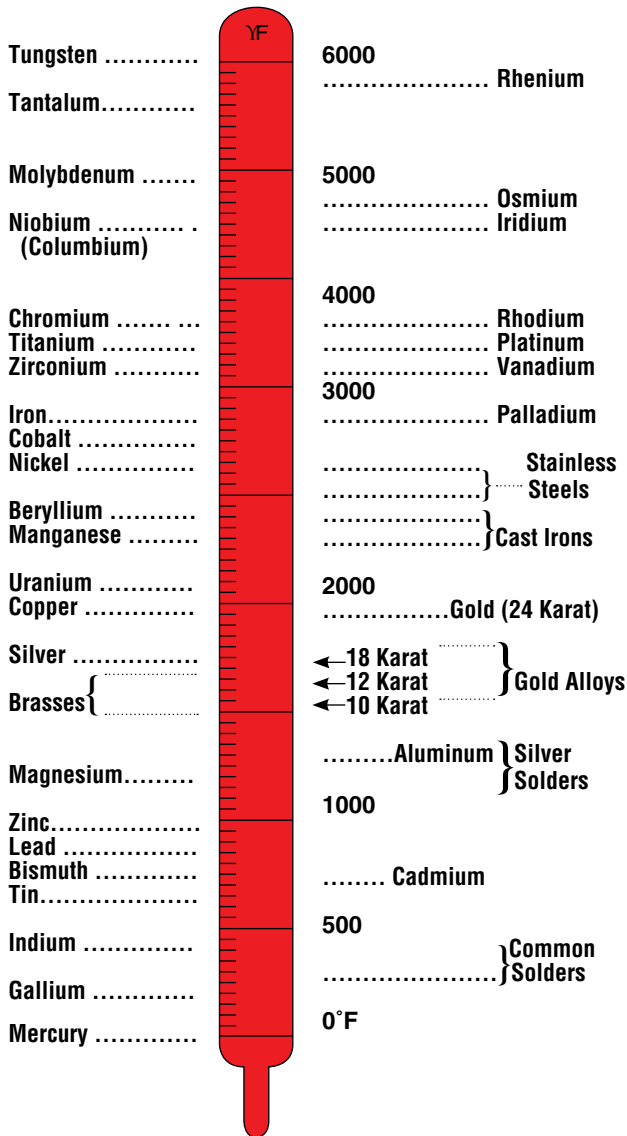 ϒF
Tungsten ............ 6000
...................... Rhenium
Tantalum............
Molybdenum ....... 5000
...................... Osmium
Niobium .......... . ...................... Iridium
(Columbium)
4000
Chromium ....... ... ...................... Rhodium
Titanium ............ ...................... Platinum
Zirconium .......... ...................... Vanadium
3000
Iron................... ...................... Palladium
Cobalt ...............
Nickel ............... ..................... Stainless
..................... } ...... Steels
Beryllium ........... .....................
Manganese ......... ..................... } Cast Irons
Uranium ............. 2000
Copper .............. ................Gold (24 Karat)
Silver ................ 18 Karat
12 Karat } Gold Alloys
Brasses { 10 Karat
.........Aluminum } Silver
Magnesium......... Solders
1000
Zinc...................
Lead .................
Bismuth ............. ........ Cadmium
Tin....................
500
Indium .............. Common
..................... } Solders
Gallium .............
0˚F
Mercury .............